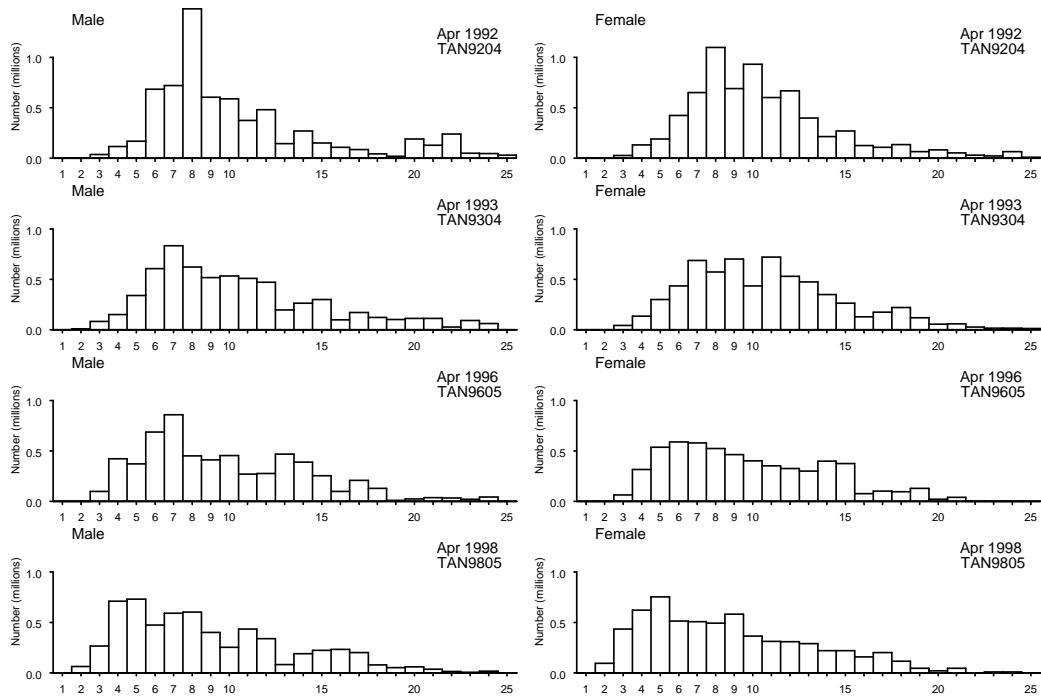 Male
Apr 1992
TAN9204
Number (millions)
1.0
0.5
0.0
1 2 3 4 5 6 7 8 9 10 15 20 25
Female
Apr 1992
TAN9204
Number (millions)
1.0
0.5
0.0
1 2 3 4 5 6 7 8 9 10 15 20 25
Male
Apr 1993
TAN9304
Number (millions)
1.0
0.5
0.0
1 2 3 4 5 6 7 8 9 10 15 20 25
Female
Apr 1993
TAN9304
Number (millions)
1.0
0.5
0.0
1 2 3 4 5 6 7 8 9 10 15 20 25
Male
Apr 1996
TAN9605
Number (millions)
1.0
0.5
0.0
1 2 3 4 5 6 7 8 9 10 15 20 25
Female
Apr 1996
TAN9605
Number (millions)
1.0
0.5
0.0
1 2 3 4 5 6 7 8 9 10 15 20 25
Male
Apr 1998
TAN9805
Number (millions)
1.0
0.5
0.0
1 2 3 4 5 6 7 8 9 10 15 20 25
Female
Apr 1998
TAN9805
Number (millions)
1.0
0.5
0.0
1 2 3 4 5 6 7 8 9 10 15 20 25